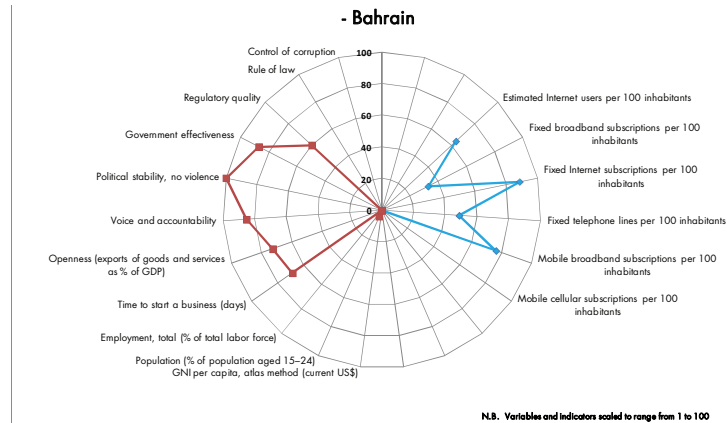 - Bahrain
Control of corruption
Rule of law
Regulatory quality
Government effectiveness
Political stability, no violence
Voice and accountability
Openness (exports of goods and services
as % of GDP)
Time to start a business (days)
Employment, total (% of total labor force)
Population (% of population aged 15–24)
GNI per capita, atlas method (current US$)
100
80
60
40
20
0
Estimated Internet users per 100 inhabitants
Fixed broadband subscriptions per 100
inhabitants
Fixed Internet subscriptions per 100
inhabitants
Fixed telephone lines per 100 inhabitants
Mobile broadband subscriptions per 100
inhabitants
Mobile cellular subscriptions per 100
inhabitants
N.B. Variables and indicators scaled to range from 1 to 100